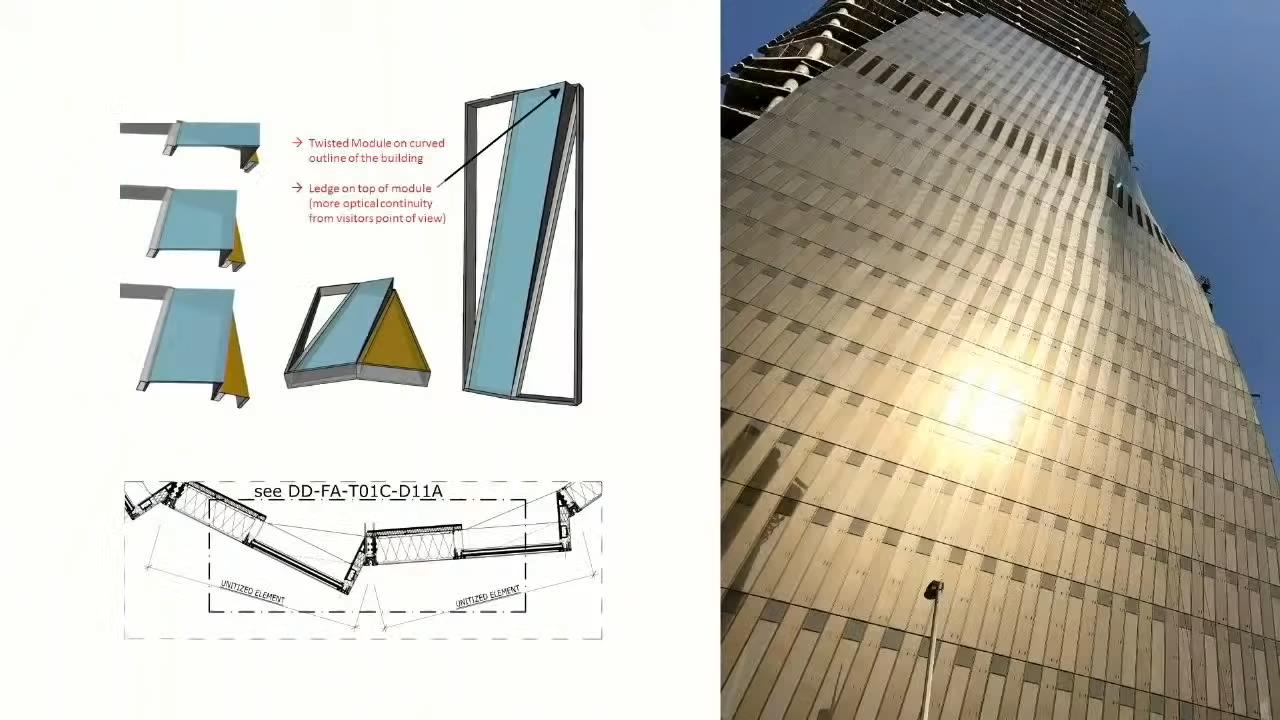 → Twisted Module on curved
outline of the building
→ Ledge on top of module
(more optical continuity
from visitors point of view)
see DD-FA-T01C-D11A
UNITIZED ELEMENT
UNITIZED ELEMENT